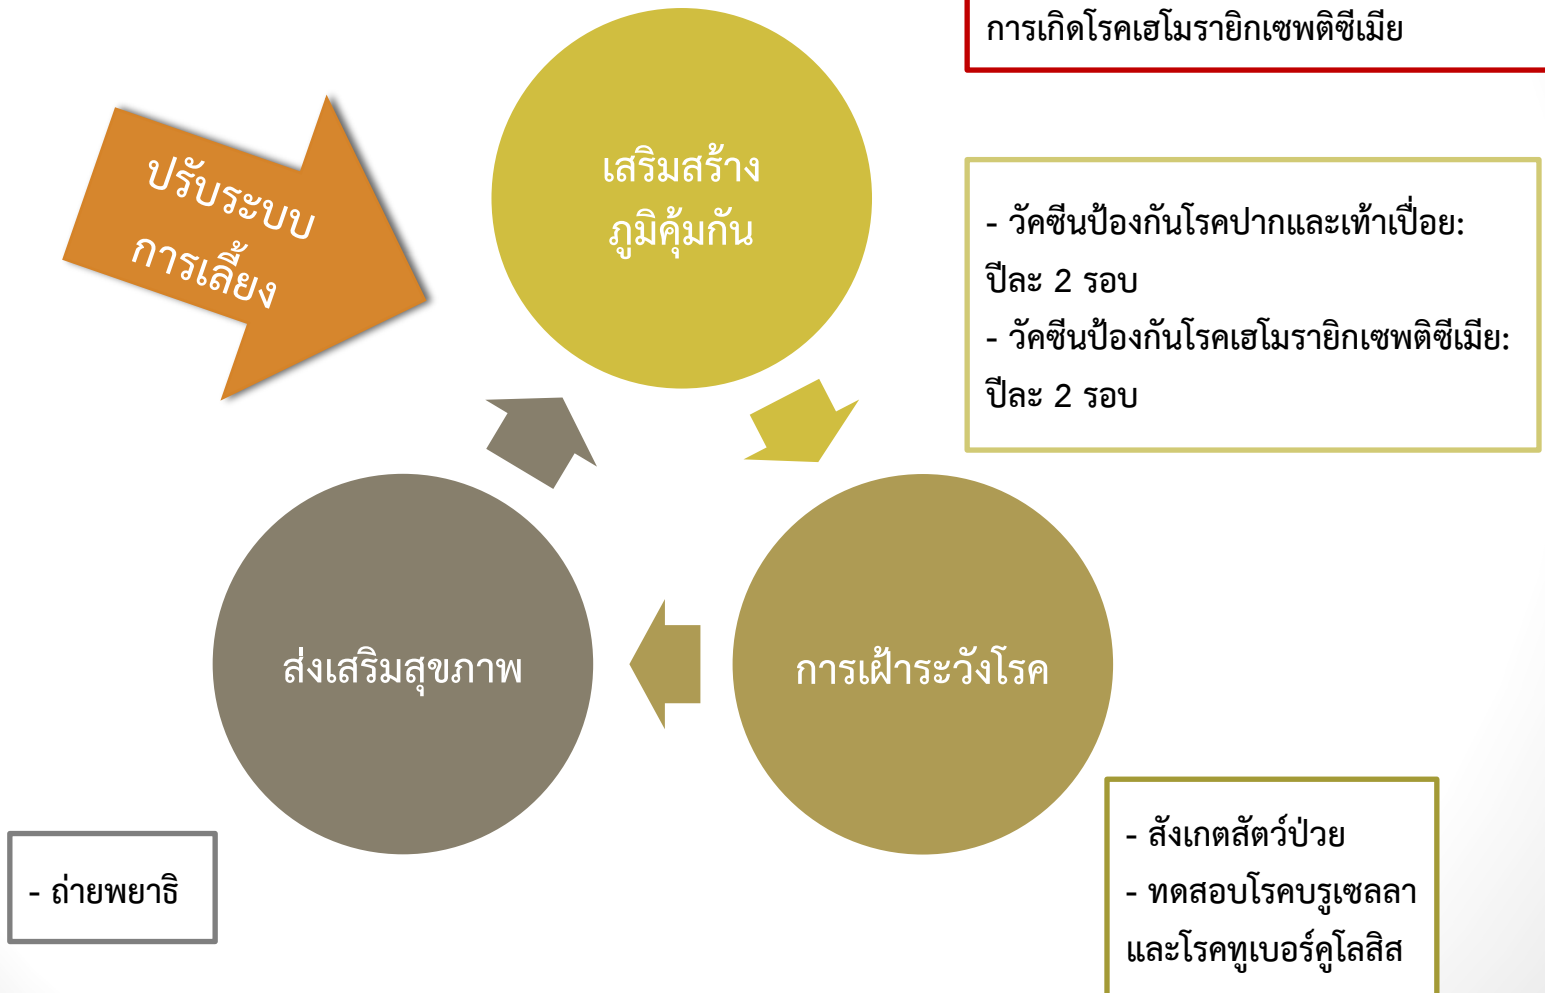 การเกิดโรคเฮโมรายิกเซพติซีเมีย
ปรับระบบ
การเลี้ยง
เสริมสร้าง
ภูมิคุ้มกัน
- วัคซีนป้องกันโรคปากและเท้าเปื่อย:
ปีละ 2 รอบ
- วัคซีนป้องกันโรคเฮโมรายิกเซพติซีเมีย:
ปีละ 2 รอบ
ส่งเสริมสุขภาพ
การเฝ้าระวังโรค
- ถ่ายพยาธิ
- สังเกตสัตว์ป่วย
- ทดสอบโรคบรูเซลลา
และโรคทูเบอร์คูโลสิส